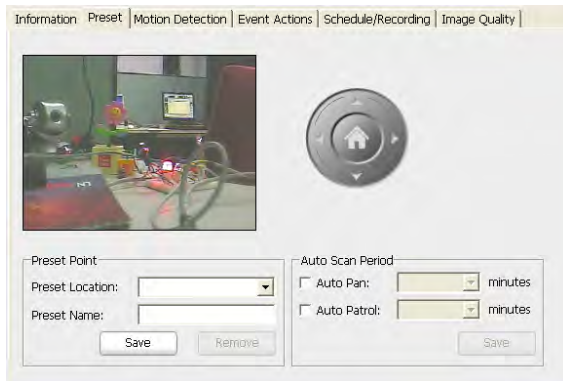 Information Preset Motion Detection Event Actions Schedule/Recording Image Quality
Preset Point
Preset Location:
Preset Name:
Save Remove
Auto Scan Period
Auto Pan: minutes
Auto Patrol: minutes
Save